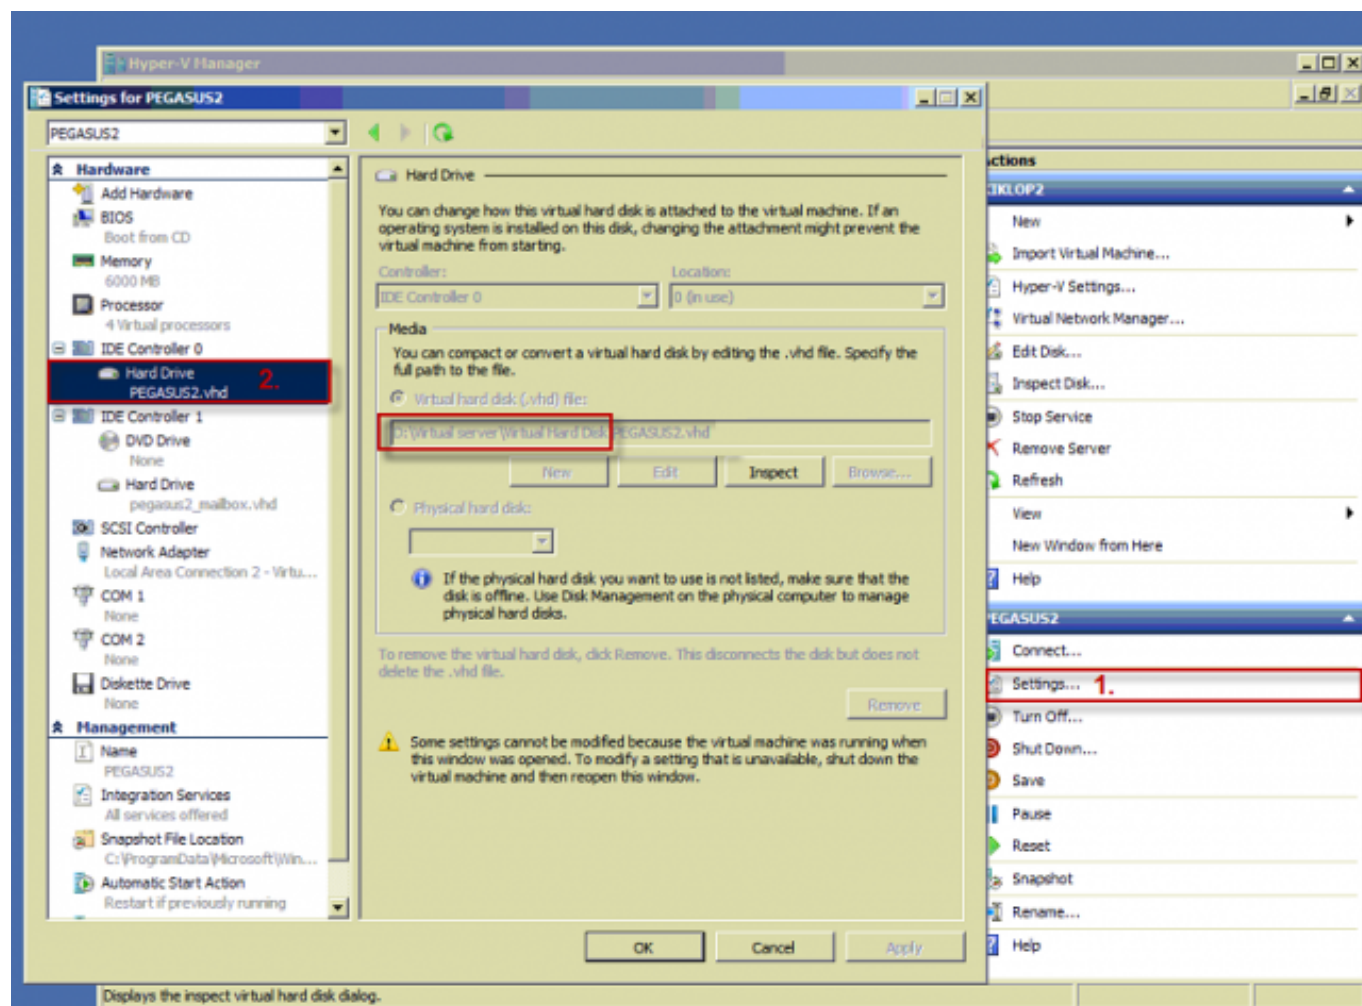 Hyper-V Manager
Settings for PEGASUS2
PEGASUS2
Hardware
Add Hardware
BIOS
Boot from CD
Memory
6000 MB
Processor
4 Virtual processors
IDE Controller 0
Hard Drive
2.
PEGASUS2.vhd
IDE Controller 1
DVD Drive
None
Hard Drive
pegasus2_mailbox.vhd
SCSI Controller
Network Adapter
Local Area Connection 2 - Virtu...
COM 1
None
COM 2
None
Diskette Drive
None
Management
Name
PEGASUS2
Integration Services
All services offered
Snapshot File Location
C:\ProgramData\Microsoft\Win...
Automatic Start Action
Restart if previously running
Hard Drive
You can change how this virtual hard disk is attached to the virtual machine. If an
operating system is installed on this disk, changing the attachment might prevent the
virtual machine from starting.
Controller: Location:
IDE Controller 0 0 (in use)
Media
You can compact or convert a virtual hard disk by editing the .vhd file. Specify the
full path to the file.
Virtual hard disk (.vhd) file:
D:\Virtual server\Virtual Hard Disk\PEGASUS2.vhd
New Edit Inspect Browse...
Physical hard disk:
If the physical hard disk you want to use is not listed, make sure that the
disk is offline. Use Disk Management on the physical computer to manage
physical hard disks.
To remove the virtual hard disk, click Remove. This disconnects the disk but does not
delete the .vhd file.
Remove
Some settings cannot be modified because the virtual machine was running when
this window was opened. To modify a setting that is unavailable, shut down the
virtual machine and then reopen this window.
OK Cancel Apply
ctions
CIKLOP2
New
Import Virtual Machine...
Hyper-V Settings...
Virtual Network Manager...
Edit Disk...
Inspect Disk...
Stop Service
Remove Server
Refresh
View
New Window from Here
Help
PEGASUS2
Connect...
Settings... 1.
Turn Off...
Shut Down...
Save
Pause
Reset
Snapshot
Rename...
Help
Displays the inspect virtual hard disk dialog.